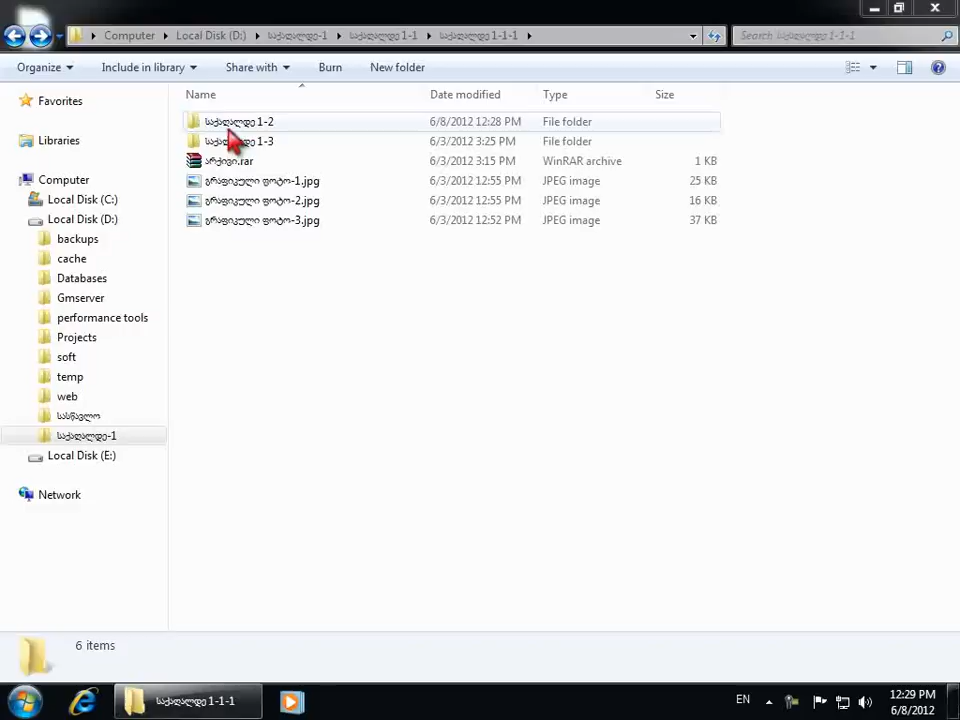 Computer Local Disk (D:) საქაღალდე-1 საქაღალდე 1-1 საქაღალდე 1-1-1 Search საქაღალდე 1-1-1
Organize Include in library Share with Burn New folder
Favorites
Libraries
Computer
Local Disk (C:)
Local Disk (D:)
backups
cache
Databases
Gmserver
performance tools
Projects
soft
temp
web
სასწავლო
საქაღალდე-1
Local Disk (E:)
Network
Name Date modified Type Size
საქაღალდე 1-2 6/8/2012 12:28 PM File folder
საქაღალდე 1-3 6/3/2012 3:25 PM File folder
არქივი.rar 6/3/2012 3:15 PM WinRAR archive 1 KB
გრაფიკული ფოტო-1.jpg 6/3/2012 12:55 PM JPEG image 25 KB
გრაფიკული ფოტო-2.jpg 6/3/2012 12:55 PM JPEG image 16 KB
გრაფიკული ფოტო-3.jpg 6/3/2012 12:52 PM JPEG image 37 KB
6 items
საქაღალდე 1-1-1 EN 12:29 PM
6/8/2012